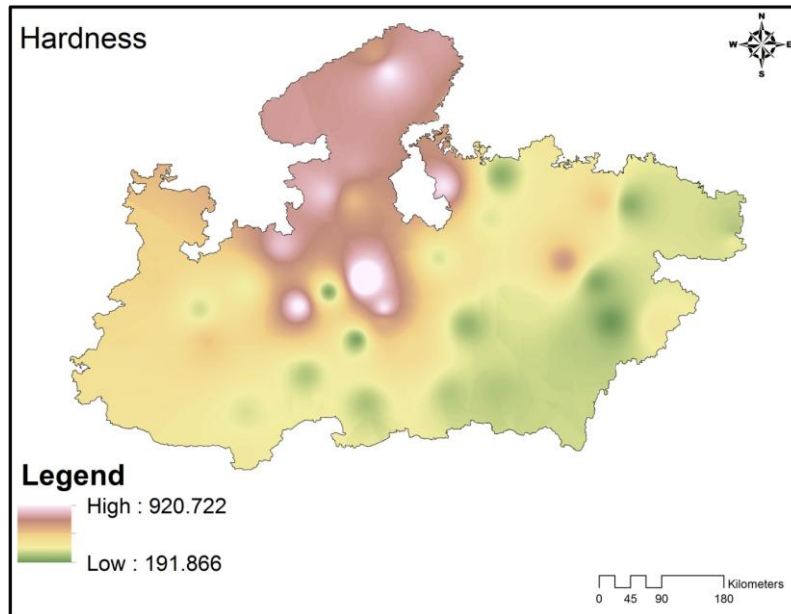 Hardness
N
W E
S
Legend
High : 920.722
Low : 191.866
Kilometers
0 45 90 180